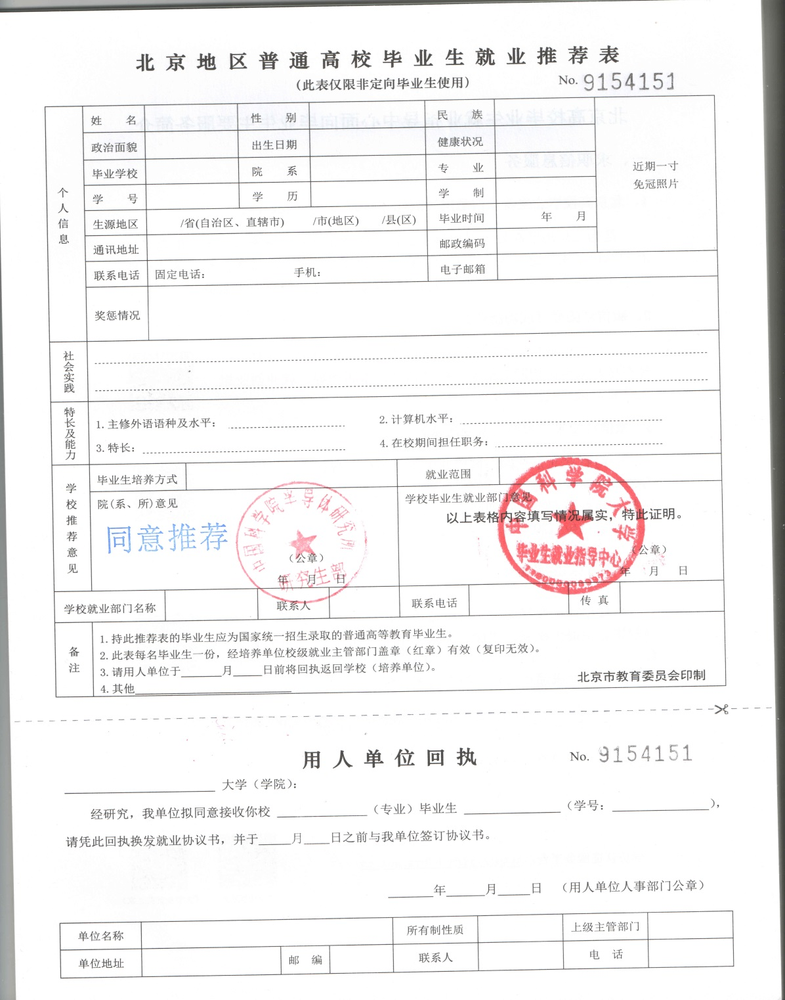 北京地区普通高校毕业生就业推荐表
(此表仅限非定向毕业生使用)
No. 9154151
个人信息
姓 名
性 别
民 族
近期一寸
免冠照片
政治面貌
出生日期
健康状况
毕业学校
院 系
专 业
学 号
学 历
学 制
生源地区
/省(自治区、直辖市) /市(地区) /县(区)
毕业时间
年 月
通讯地址
邮政编码
联系电话
固定电话: 手机:
电子邮箱
奖惩情况
社会实践
特长及能力
1.主修外语语种及水平:
2.计算机水平:
3.特长:
4.在校期间担任职务:
学校推荐意见
毕业生培养方式
就业范围
院(系、所)意见
同意推荐
中国科学院半导体研究所
研究生部
(公章)
年 月 日
学校毕业生就业部门意见
以上表格内容填写情况属实，特此证明。
中国科学院大学
毕业生就业指导中心
(公章)
年 月 日
学校就业部门名称
联系人
联系电话
传 真
备注
1.持此推荐表的毕业生应为国家统一招生录取的普通高等教育毕业生。
2.此表每名毕业生一份，经培养单位校级就业主管部门盖章（红章）有效（复印无效）。
3.请用人单位于______月____日前将回执返回学校（培养单位）。
4.其他
北京市教育委员会印制
用人单位回执
No. 9154151
大学（学院）：
经研究，我单位拟同意接收你校 （专业）毕业生 （学号： ），
请凭此回执换发就业协议书，并于____月____日之前与我单位签订协议书。
年 月 日 （用人单位人事部门公章）
单位名称
所有制性质
上级主管部门
单位地址
邮 编
联系人
电 话